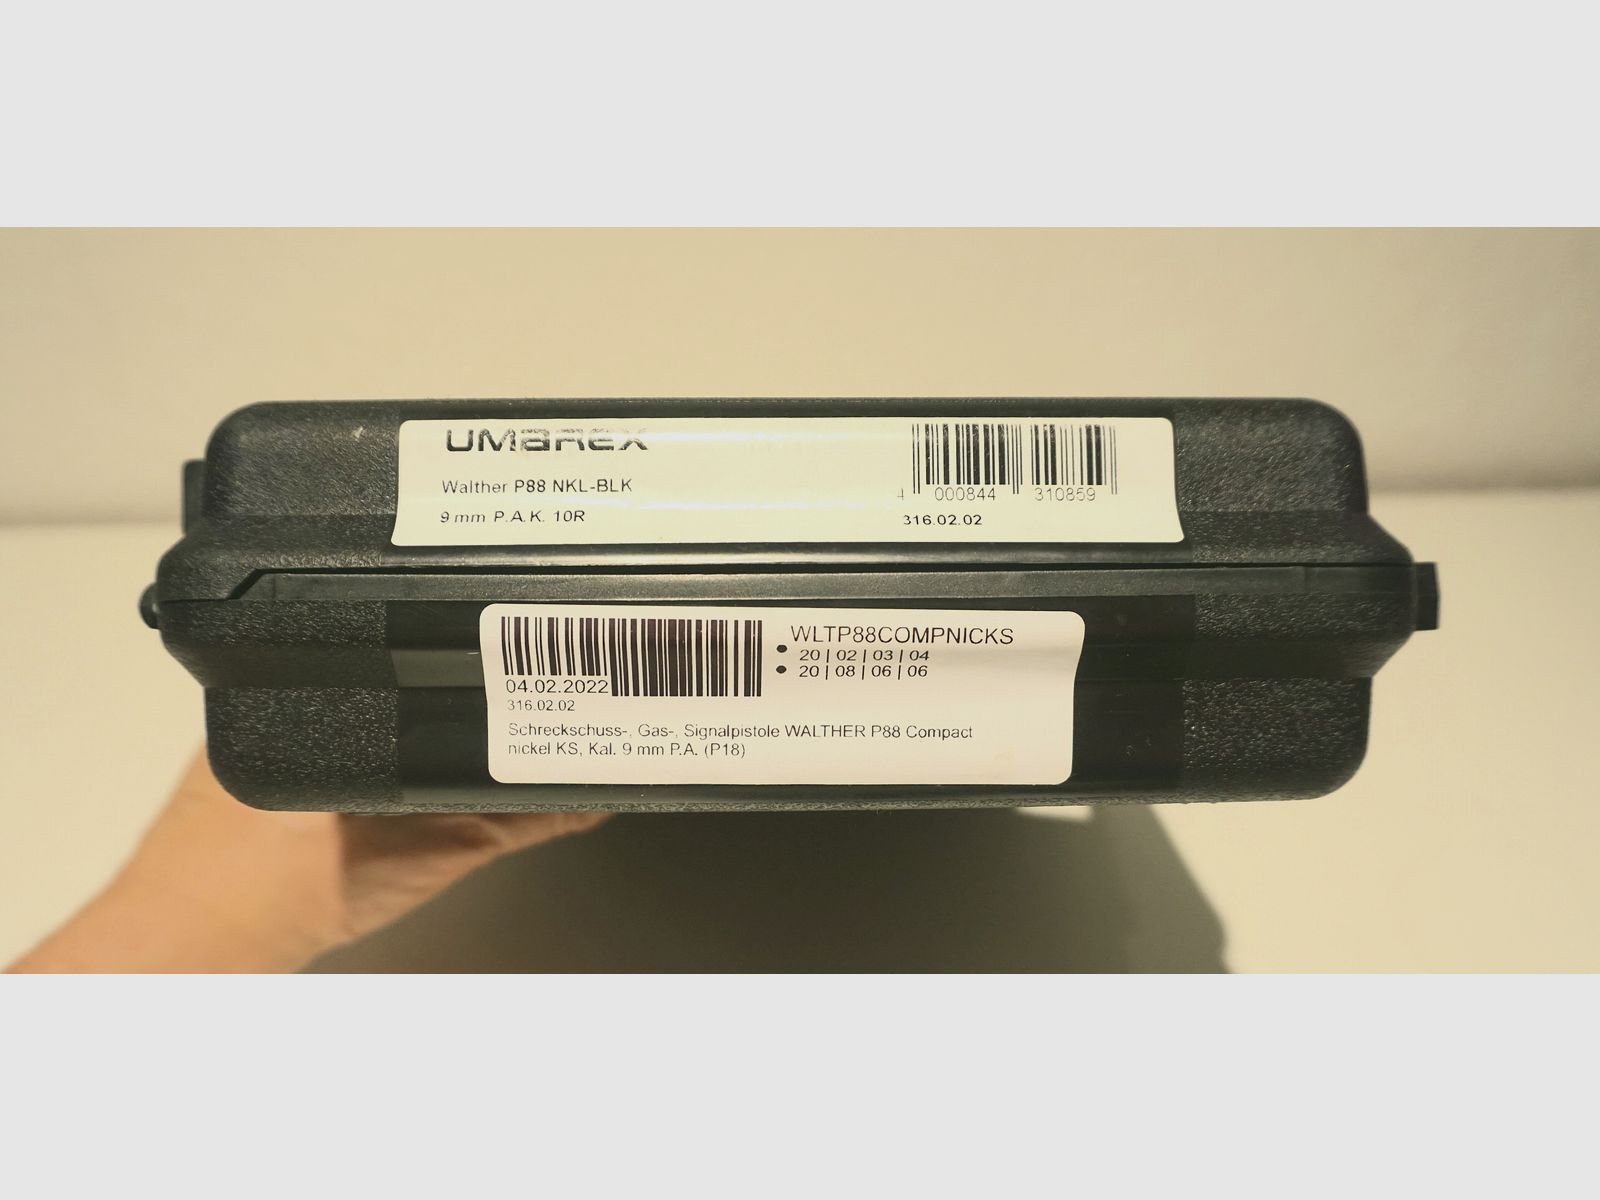 UMAREX
Walther P88 NKL-BLK
9 mm P.A.K. 10R
4 000844 310859
316.02.02
WLTP88COMPNICKS
20 | 02 | 03 | 04
20 | 08 | 06 | 06
04.02.2022
316.02.02
Schreckschuss-, Gas-, Signalpistole WALTHER P88 Compact
nickel KS, Kal. 9 mm P.A. (P18)